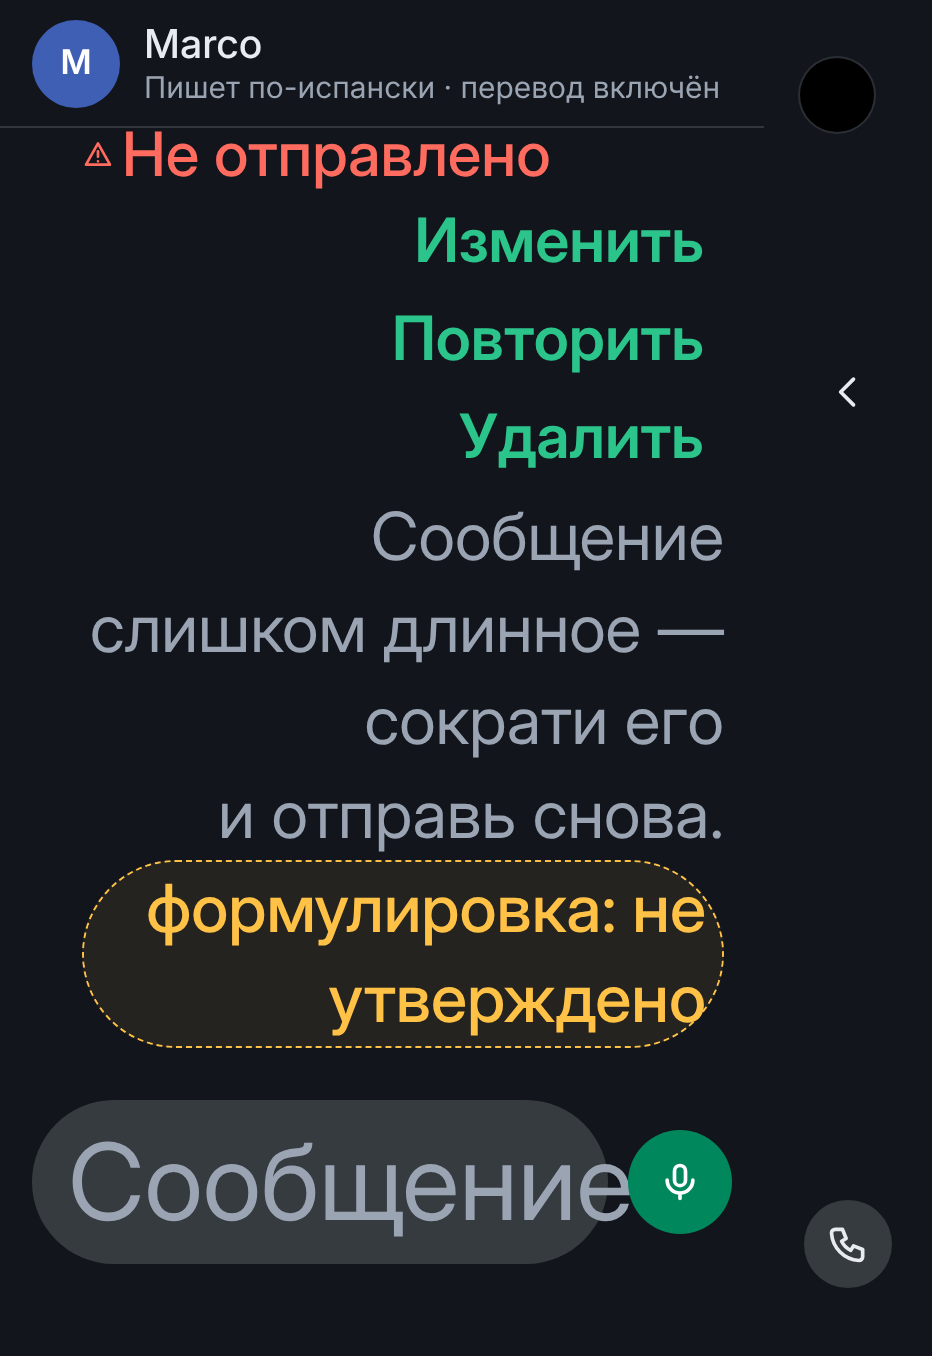 M
Marco
Пишет по-испански · перевод включён
Не отправлено
Изменить
Повторить
Удалить
Сообщение
слишком длинное —
сократи его
и отправь снова.
формулировка: не
утверждено
Сообщение